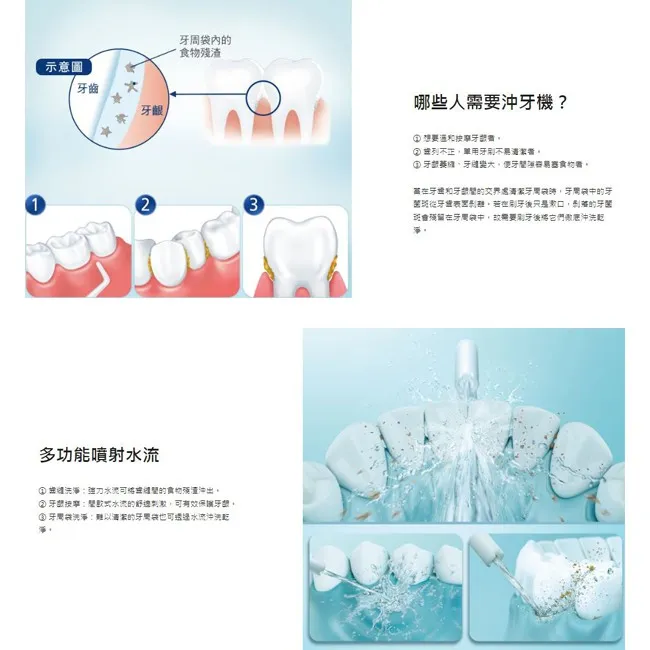 牙周袋內的
食物殘渣
示意圖
牙齒
牙齦
1
2
3
哪些人需要沖牙機？
① 想要溫和按摩牙齦者。
② 齒列不正，單用牙刷不易清潔者。
③ 牙齦萎縮，牙縫變大，使牙間隙容易塞食物者。
當在牙齒和牙齦間的交界處清潔牙周袋時，牙周袋中的牙
菌斑從牙齒表面剝離，若在刷牙後只是漱口，剝落的牙菌
斑會殘留在牙周袋中，故需要刷牙後將它們徹底沖洗乾
淨。
多功能噴射水流
① 齒縫洗淨：強力水流可將齒縫間的食物殘渣沖出。
② 牙齦按摩：間歇式水流的舒適刺激，可有效保護牙齦。
③ 牙周袋洗淨：難以清潔的牙周袋也可透過水流沖洗乾
淨。